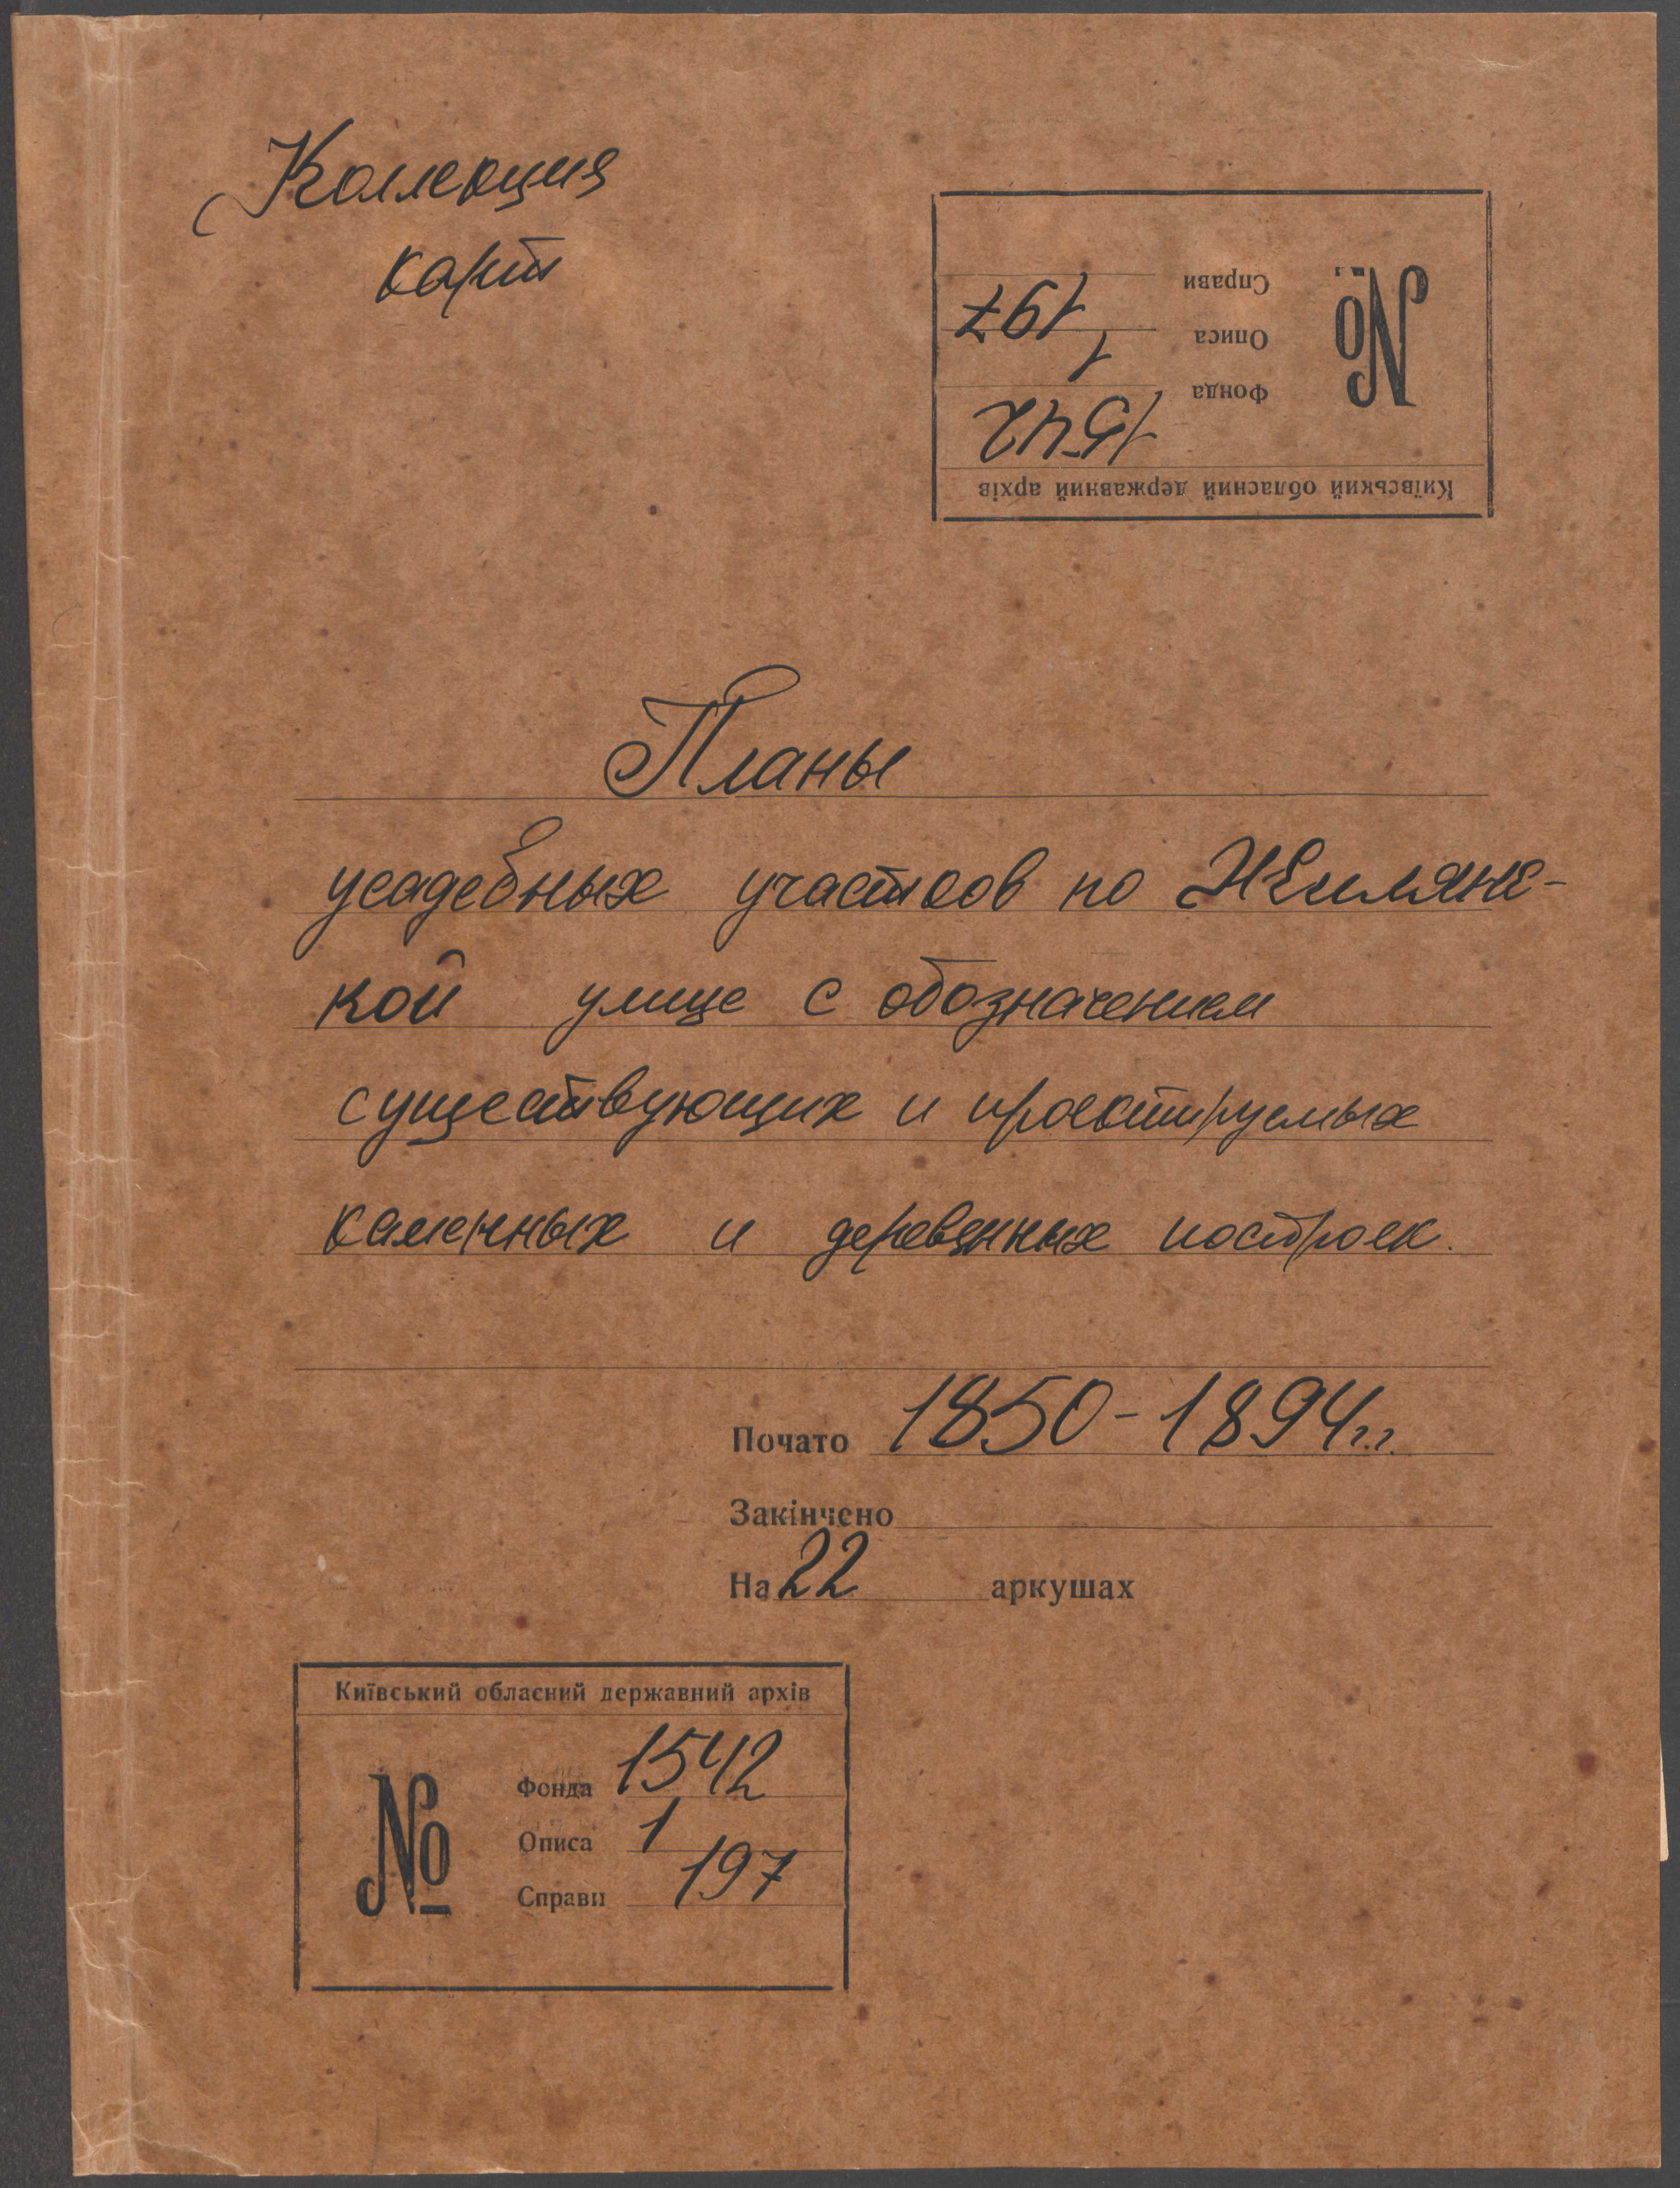 Коллекция
карт
Київський обласний державний архів
№
Фонда 1542
Описа 1
Справи 197
Планы
усадебных участков по Жилянс-
кой улице с обозначением
существующих и проектируемых
каменных и деревянных построек.
Почато 1850-1894г.г.
Закінчено
На 22 аркушах
Київський обласний державний архів
№
Фонда 1542
Описа 1
Справи 197